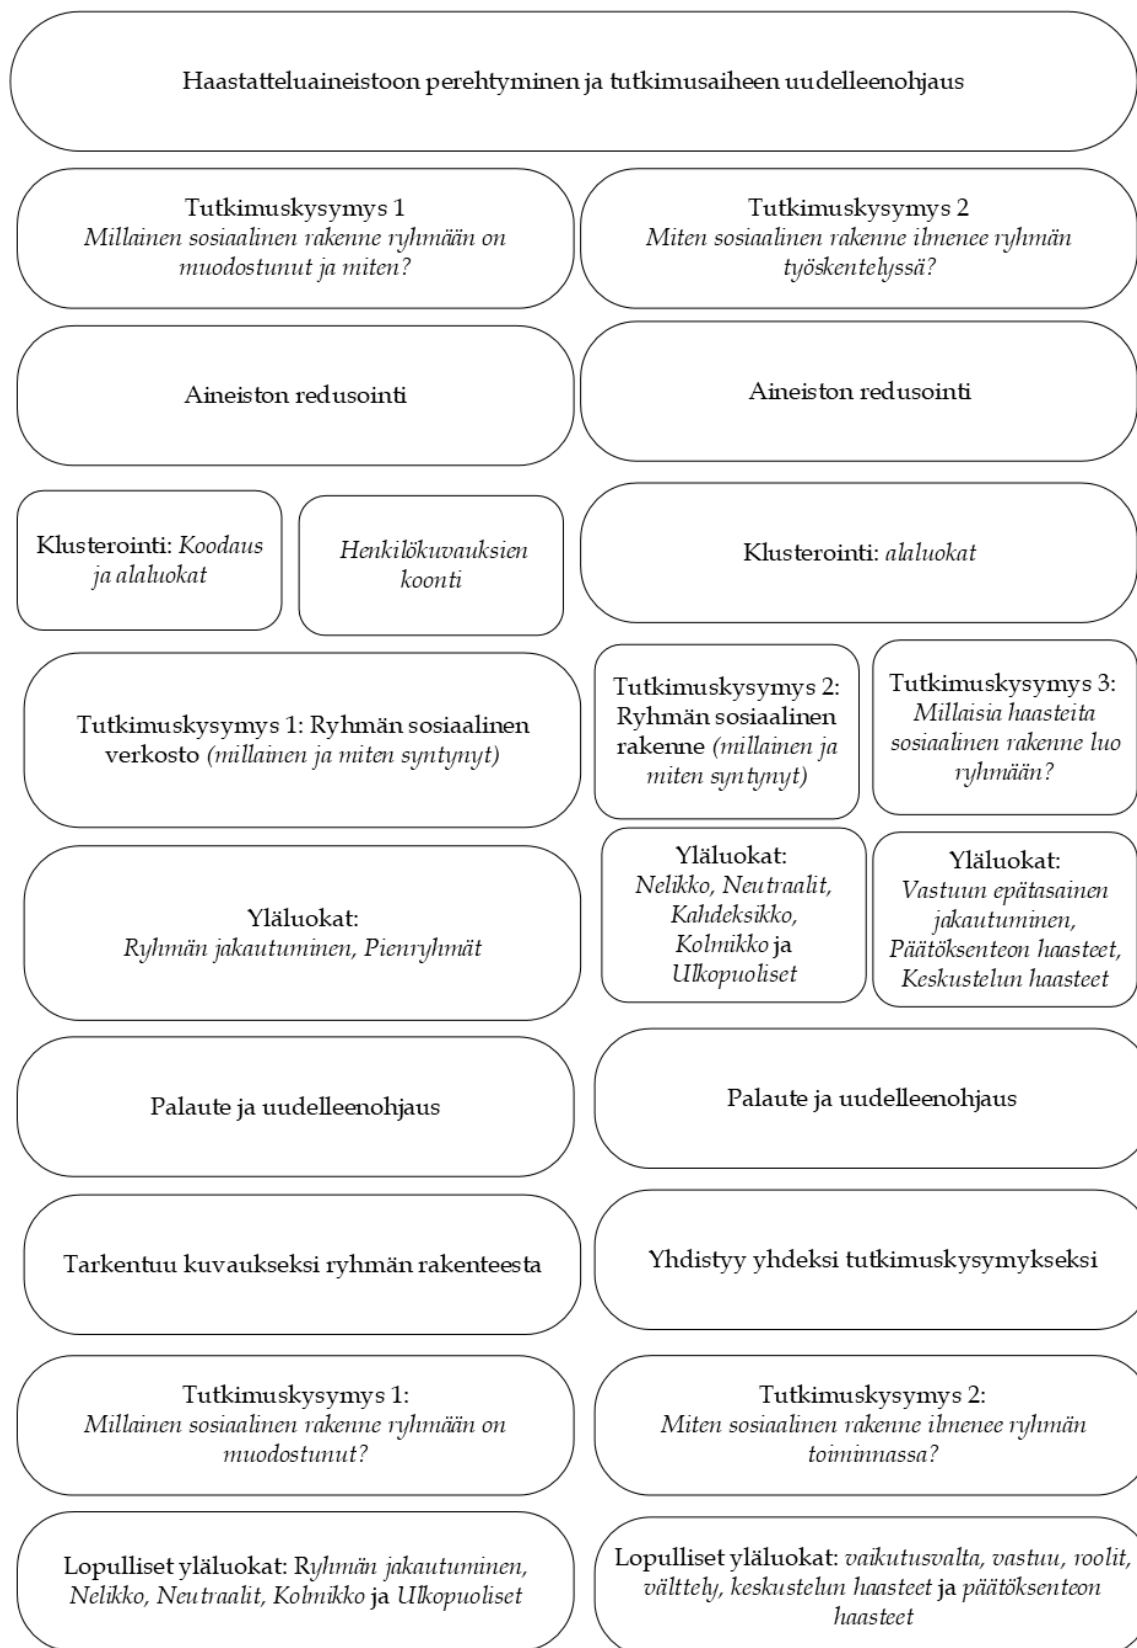 Haastatteluaineistoon perehtyminen ja tutkimusaiheen uudelleenohjaus
Tutkimuskysymys 1
Millainen sosiaalinen rakenne ryhmään on
muodostunut ja miten?
Tutkimuskysymys 2
Miten sosiaalinen rakenne ilmenee ryhmän
työskentelyssä?
Aineiston redusointi
Aineiston redusointi
Klusterointi: Koodaus
ja alaluokat
Henkilökuvauksien
koonti
Klusterointi: alaluokat
Tutkimuskysymys 1: Ryhmän sosiaalinen
verkosto (millainen ja miten syntynyt)
Tutkimuskysymys 2:
Ryhmän sosiaalinen
rakenne (millainen ja
miten syntynyt)
Tutkimuskysymys 3:
Millaisia haasteita
sosiaalinen rakenne luo
ryhmään?
Yläluokat:
Ryhmän jakautuminen, Pienryhmät
Yläluokat:
Nelikko, Neutraalit,
Kahdeksikko,
Kolmikko ja
Ulkopuoliset
Yläluokat:
Vastuun epätasainen
jakautuminen,
Päätöksenteon haasteet,
Keskustelun haasteet
Palaute ja uudelleenohjaus
Palaute ja uudelleenohjaus
Tarkentuu kuvaukseksi ryhmän rakenteesta
Yhdistyy yhdeksi tutkimuskysymykseksi
Tutkimuskysymys 1:
Millainen sosiaalinen rakenne ryhmään on
muodostunut?
Tutkimuskysymys 2:
Miten sosiaalinen rakenne ilmenee ryhmän
toiminnassa?
Lopulliset yläluokat: Ryhmän jakautuminen,
Nelikko, Neutraalit, Kolmikko ja Ulkopuoliset
Lopulliset yläluokat: vaikutusvalta, vastuu, roolit,
välttely, keskustelun haasteet ja päätöksenteon
haasteet